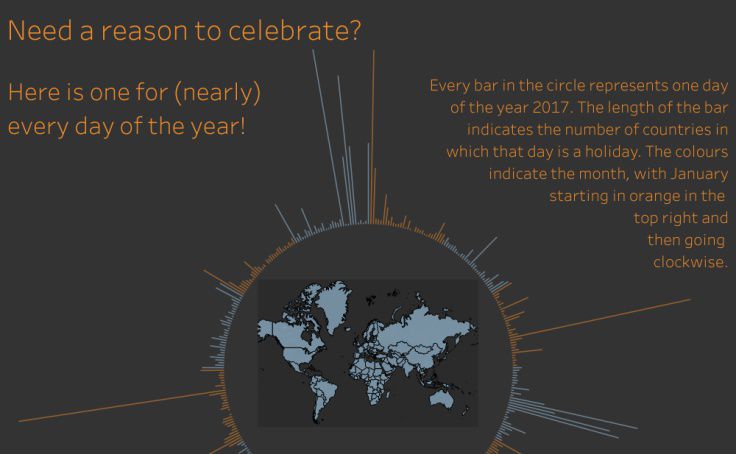 Need a reason to celebrate?
Here is one for (nearly)
every day of the year!
Every bar in the circle represents one day
of the year 2017. The length of the bar
indicates the number of countries in
which that day is a holiday. The colours
indicate the month, with January
starting in orange in the
top right and
then going
clockwise.